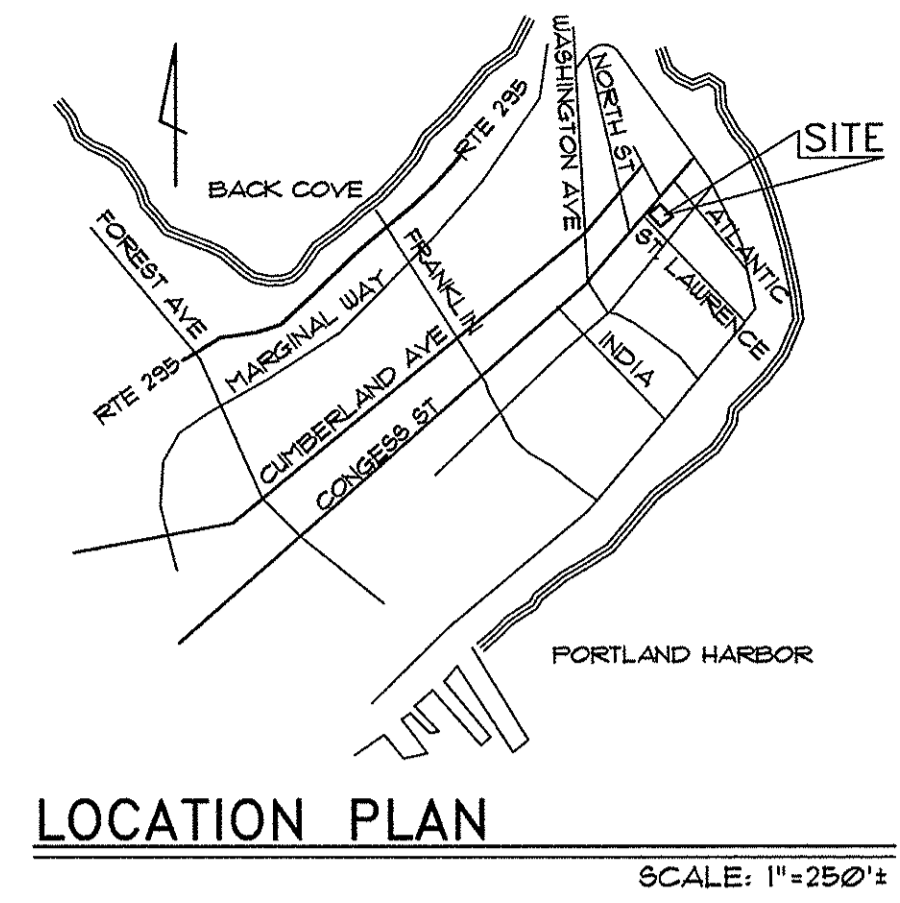 WASHINGTON AVE
NORTH ST
RTE 295
SITE
BACK COVE
FOREST AVE
FRANKLIN
ATLANTIC
ST. LAWRENCE
MARGINAL WAY
RTE 295
INDIA
CUMBERLAND AVE
CONGESS ST
PORTLAND HARBOR
LOCATION PLAN
SCALE: 1"=250'±